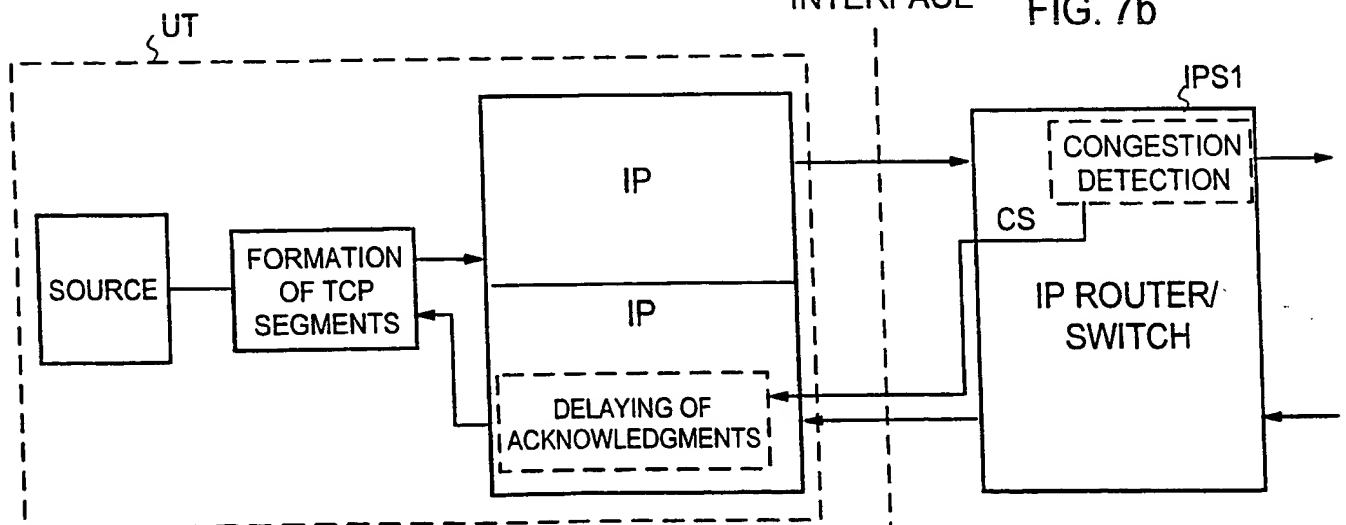 INTERFACE
FIG. 7b
UT
IPS1
CONGESTION
DETECTION
IP
CS
SOURCE
FORMATION
OF TCP
SEGMENTS
IP
IP ROUTER/
SWITCH
DELAYING OF
ACKNOWLEDGMENTS